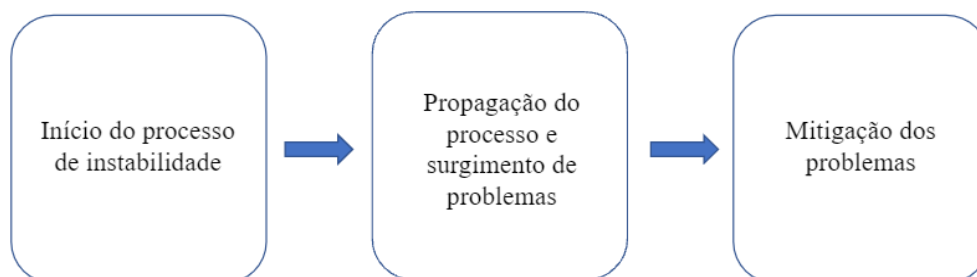 Início do processo
de instabilidade
Propagação do
processo e
surgimento de
problemas
Mitigação dos
problemas